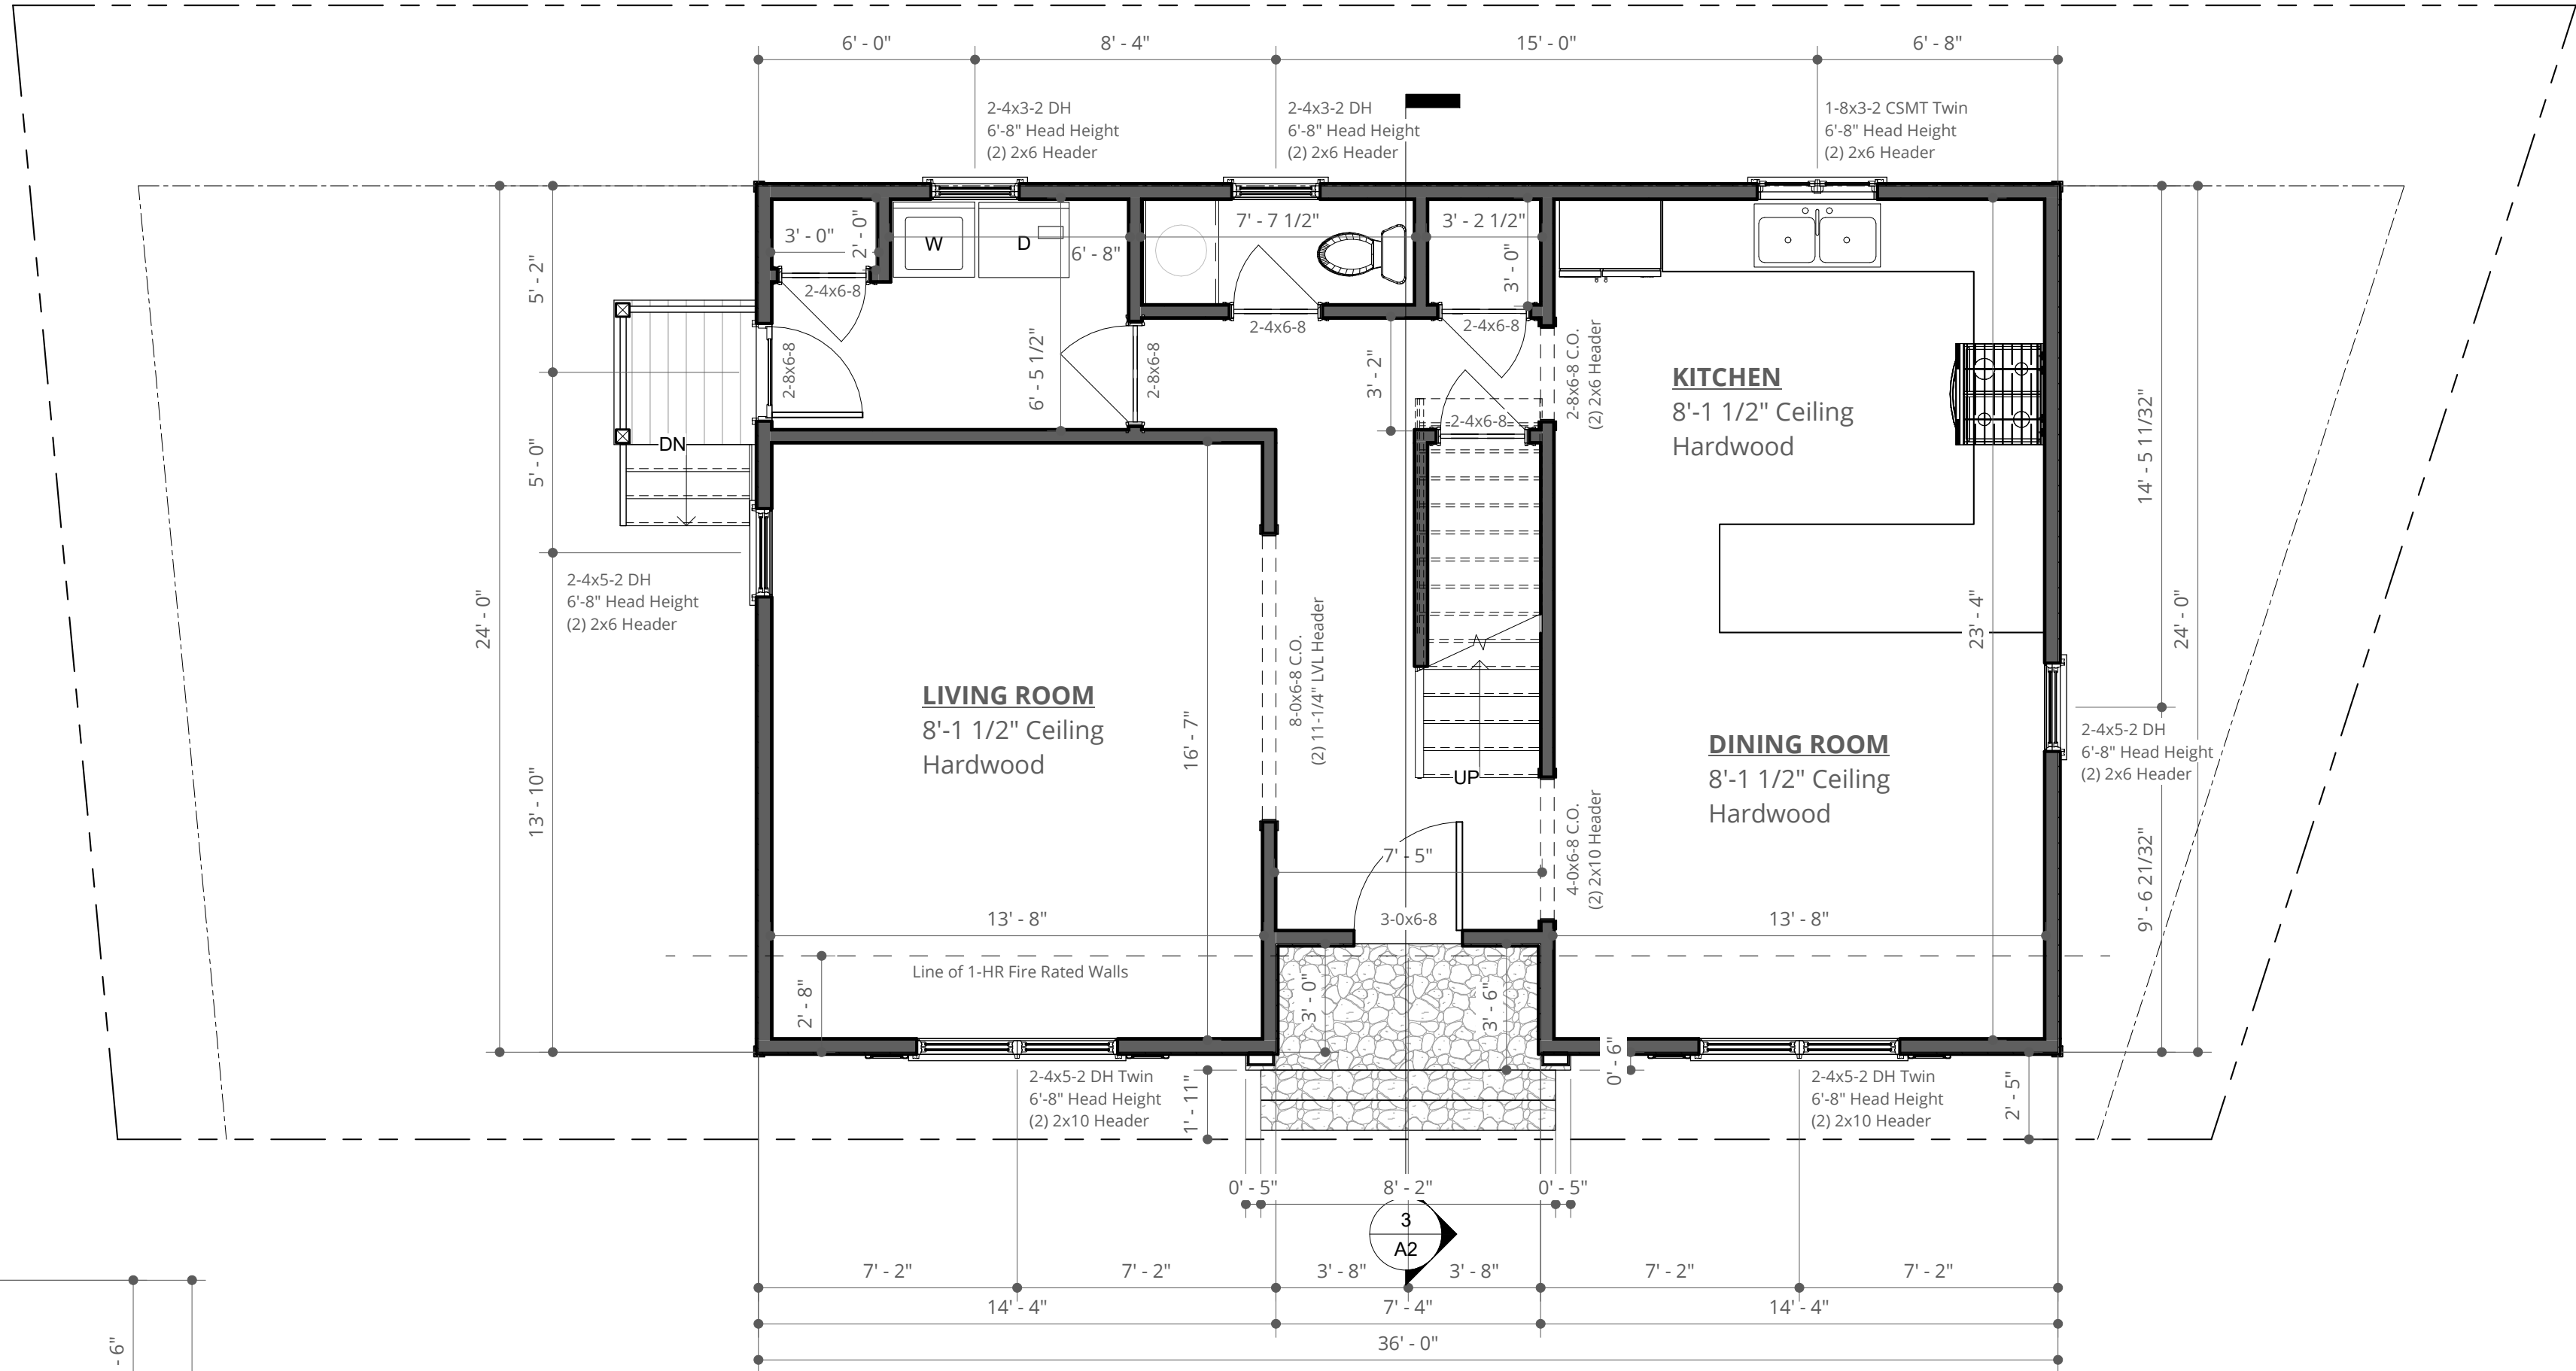 6' - 0"
8' - 4"
15' - 0"
6' - 8"
2-4x3-2 DH
6'-8" Head Height
(2) 2x6 Header
2-4x3-2 DH
6'-8" Head Height
(2) 2x6 Header
1-8x3-2 CSMT Twin
6'-8" Head Height
(2) 2x6 Header
3' - 0"
2' - 0"
W
D
6' - 8"
7' - 7 1/2"
3' - 2 1/2"
3' - 0"
5' - 2"
2-4x6-8
2-4x6-8
2-4x6-8
2-8x6-8
6' - 5 1/2"
2-8x6-8
3' - 2"
2-8x6-8 C.O.
(2) 2x6 Header
2-4x6-8
KITCHEN
8'-1 1/2" Ceiling
Hardwood
14' - 5 11/32"
DN
5' - 0"
2-4x5-2 DH
6'-8" Head Height
(2) 2x6 Header
24' - 0"
13' - 10"
LIVING ROOM
8'-1 1/2" Ceiling
Hardwood
16' - 7"
8-0x6-8 C.O.
(2) 11-1/4" LVL Header
UP
23' - 4"
24' - 0"
DINING ROOM
8'-1 1/2" Ceiling
Hardwood
2-4x5-2 DH
6'-8" Head Height
(2) 2x6 Header
7' - 5"
4-0x6-8 C.O.
(2) 2x10 Header
9' - 6 21/32"
13' - 8"
3-0x6-8
13' - 8"
Line of 1-HR Fire Rated Walls
2' - 8"
3' - 0"
3' - 6"
0' - 6"
2-4x5-2 DH Twin
6'-8" Head Height
(2) 2x10 Header
1' - 11"
2-4x5-2 DH Twin
6'-8" Head Height
(2) 2x10 Header
2' - 5"
0' - 5"
8' - 2"
0' - 5"
3
A2
7' - 2"
7' - 2"
3' - 8"
3' - 8"
7' - 2"
7' - 2"
14' - 4"
7' - 4"
14' - 4"
36' - 0"
- 6"